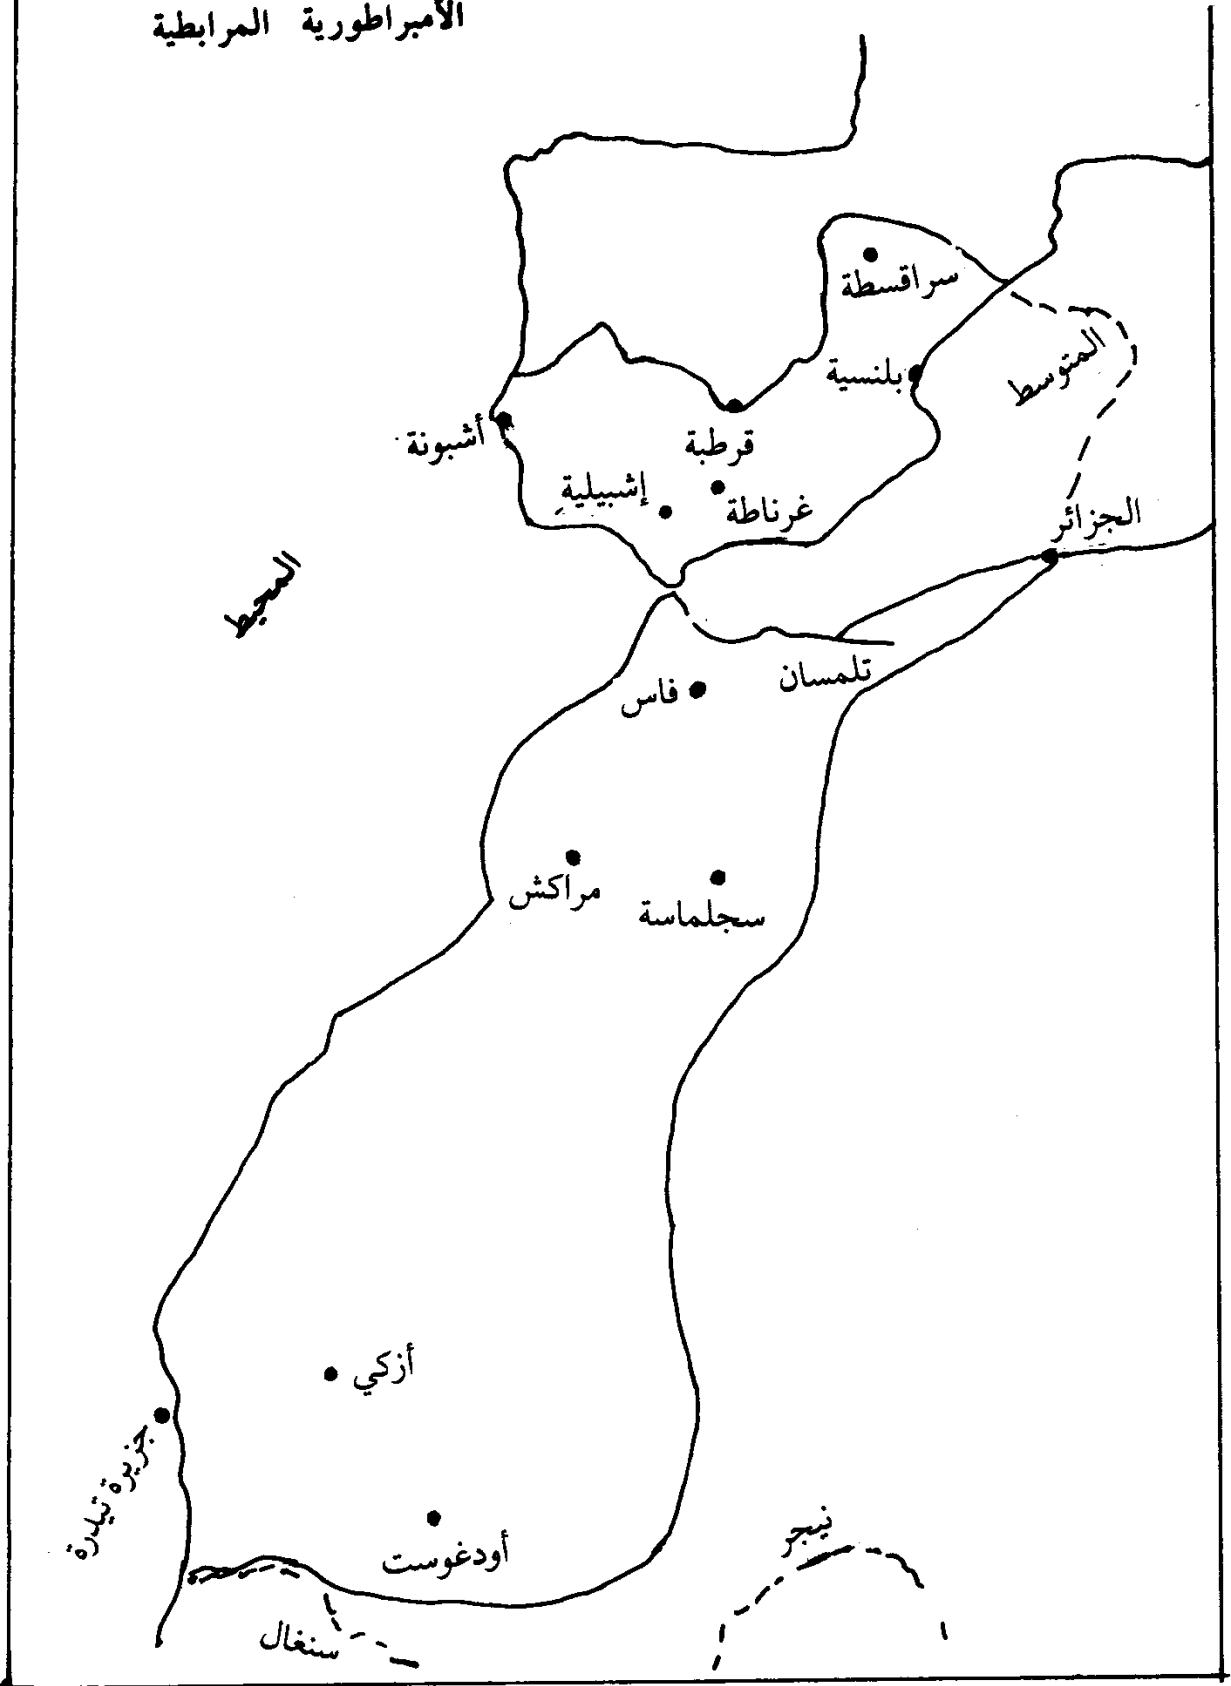 الأمبراطورية المرابطية
سراقسطة
المتوسط
بلنسية
أشبونة
قرطبة
إشبيلية
غرناطة
الجزائر
المحيط
تلمسان
فاس
مراكش
سجلماسة
أزكي
جزيرة تيدرة
أودغوست
نيجر
سنغال